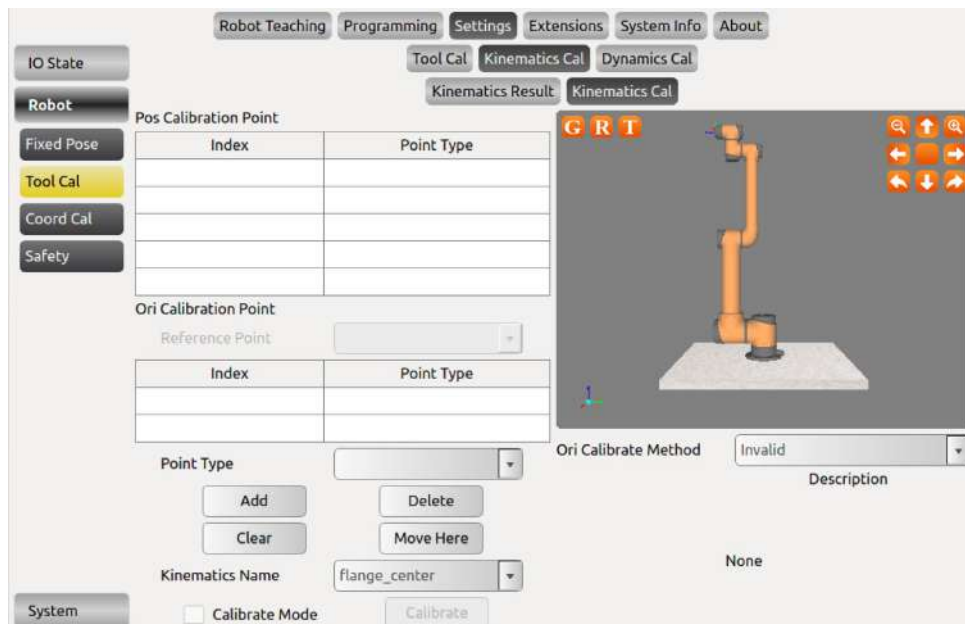 Robot Teaching Programming Settings Extensions System Info About
Tool Cal Kinematics Cal Dynamics Cal
Kinematics Result Kinematics Cal
IO State
Robot
Fixed Pose
Tool Cal
Coord Cal
Safety
System
Pos Calibration Point
Index Point Type
Ori Calibration Point
Reference Point
Index Point Type
Point Type
Add Delete
Clear Move Here
Kinematics Name flange_center
Calibrate Mode Calibrate
G R T
Ori Calibrate Method Invalid
Description
None